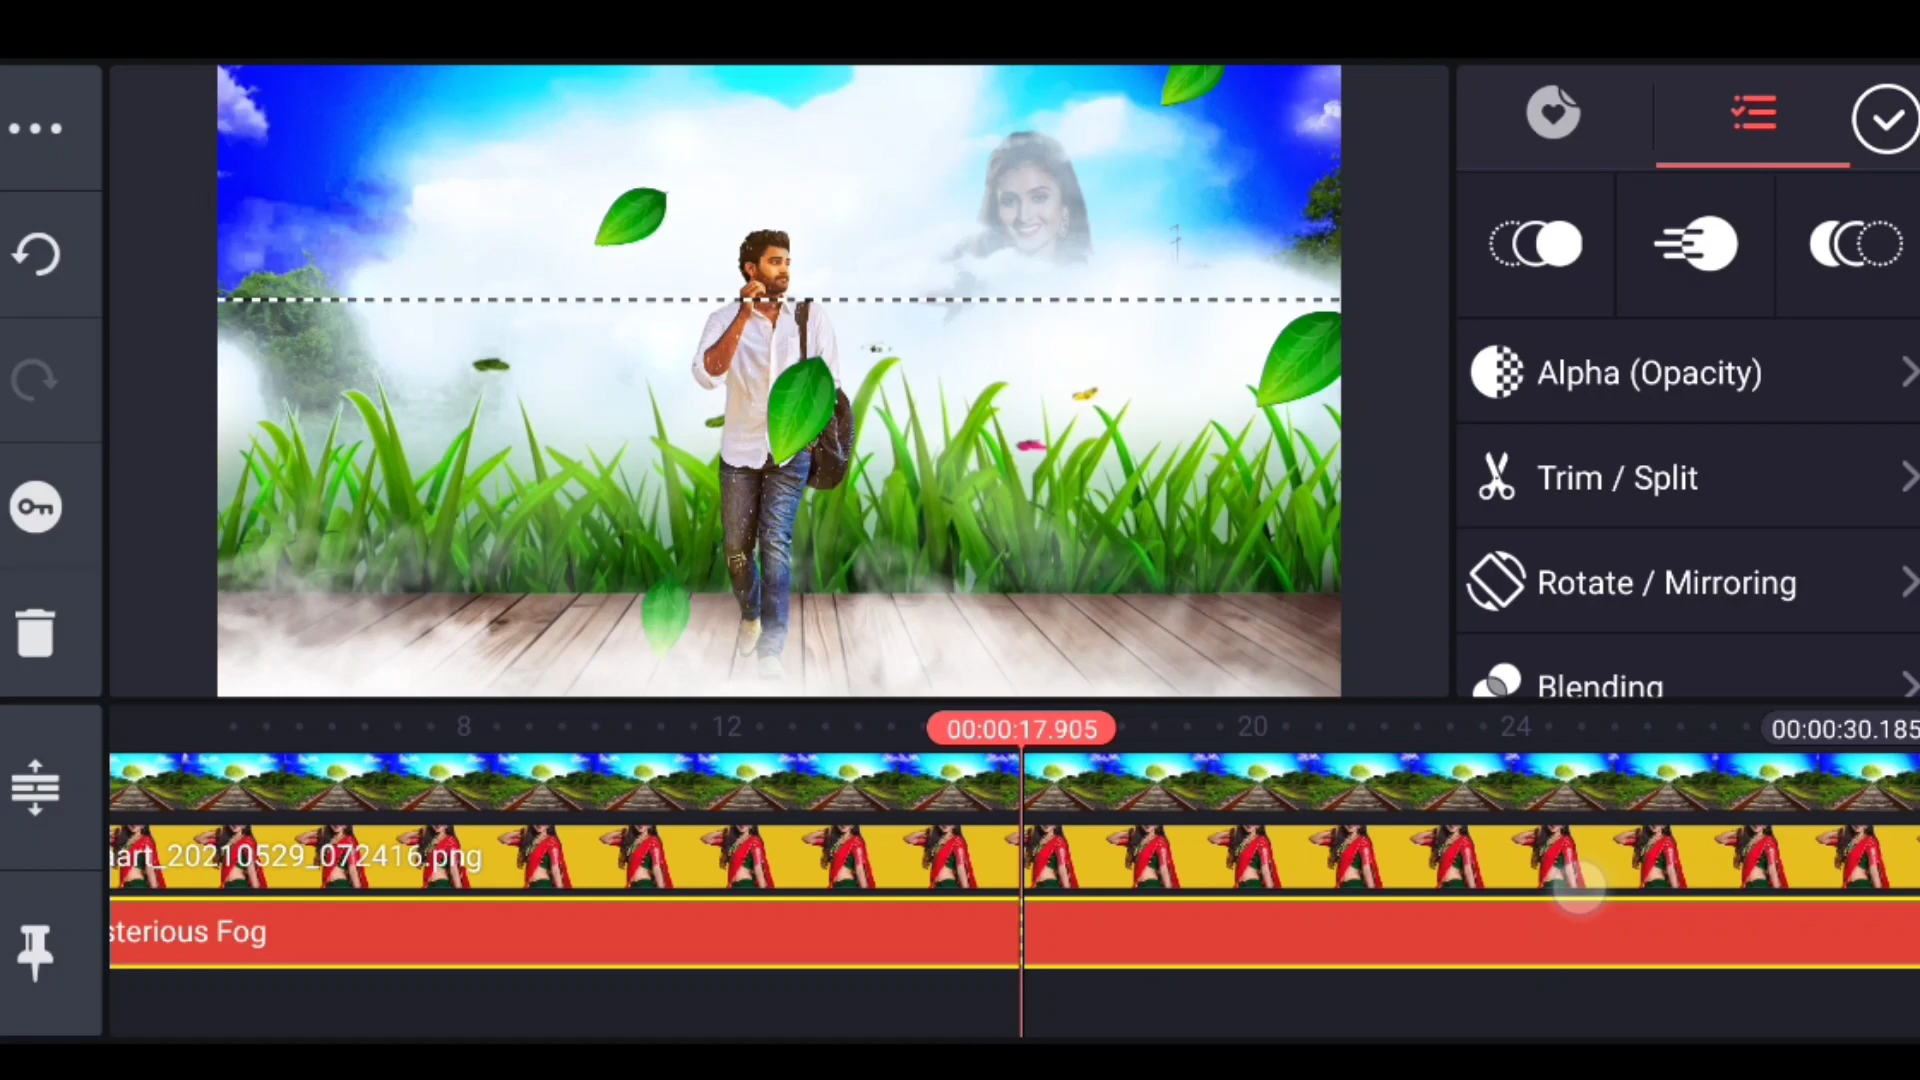 Alpha (Opacity)
Trim / Split
Rotate / Mirroring
Blending
8
12
00:00:17.905
20
24
00:00:30.185
art_20210529_072416.png
sterious Fog